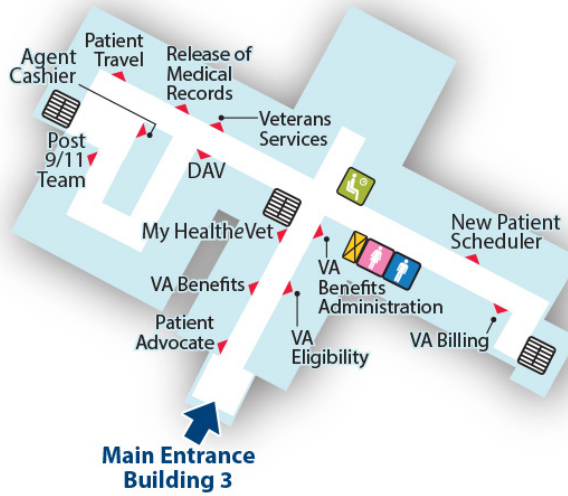 Patient
Travel
Agent
Cashier
Release of
Medical
Records
Veterans
Services
Post
9/11
Team
DAV
My HealtheVet
New Patient
Scheduler
VA
Benefits
Administration
VA Benefits
Patient
Advocate
VA
Eligibility
VA Billing
Main Entrance
Building 3